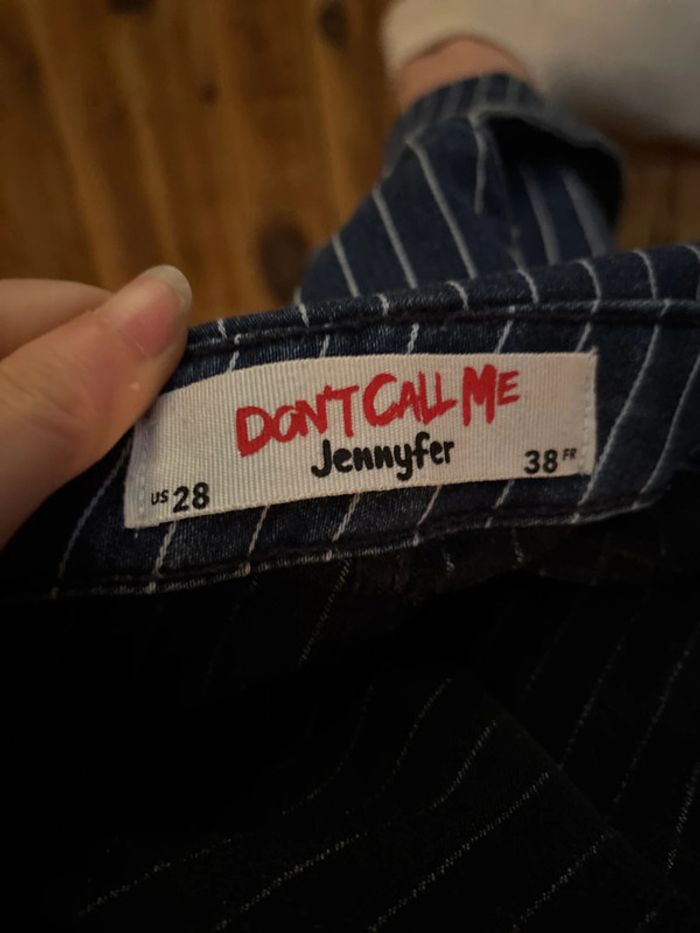 DON'T CALL ME
Jennyfer
US 28
38 FR